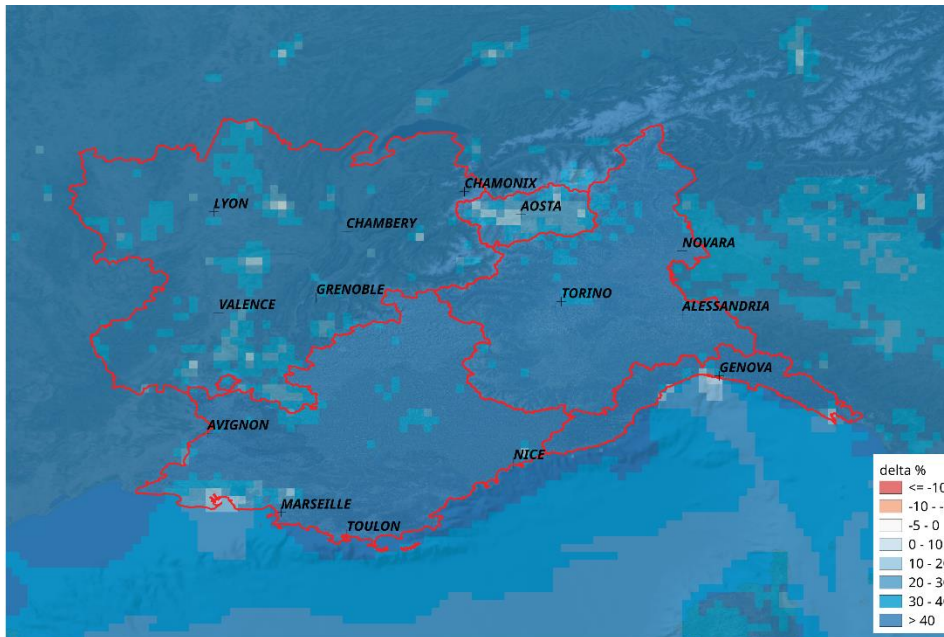 CHAMONIX
LYON
AOSTA
CHAMBERY
NOVARA
GRENOBLE
TORINO
VALENCE
ALESSANDRIA
GENOVA
AVIGNON
NICE
MARSEILLE
TOULON
delta %
<= -10
-10 - -
-5 - 0
0 - 10
10 - 20
20 - 30
30 - 40
> 40